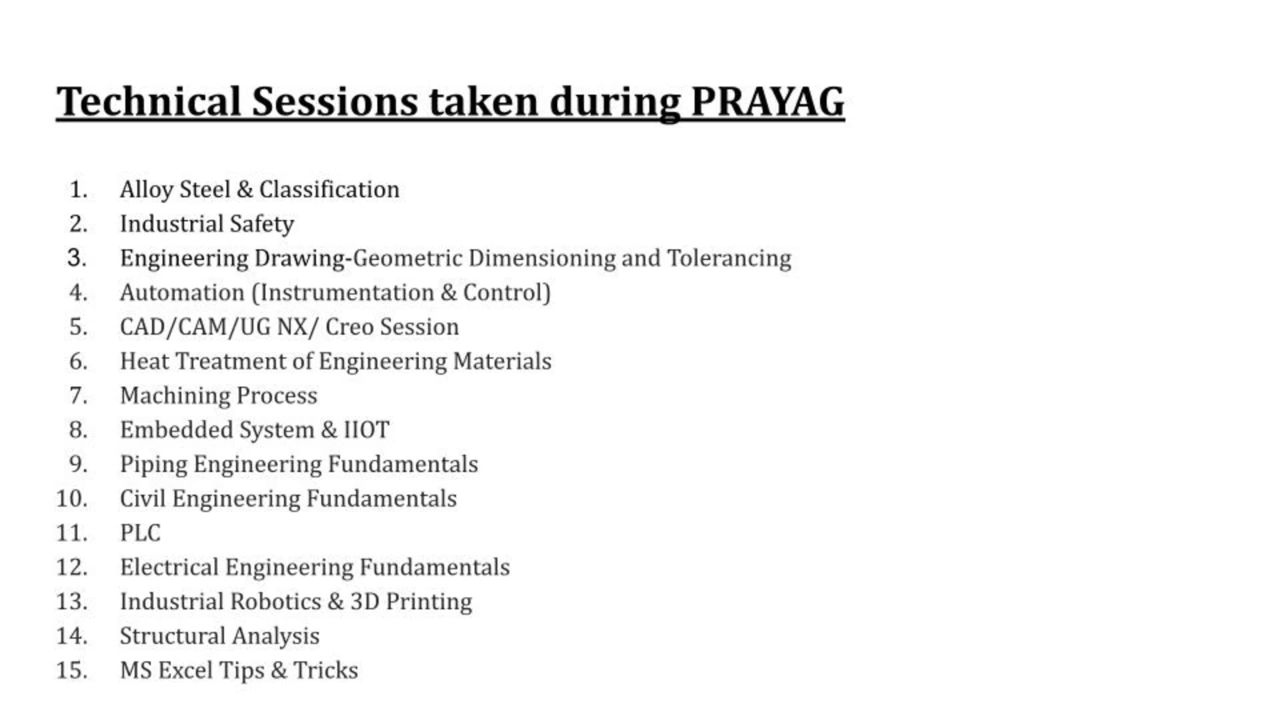 Technical Sessions taken during PRAYAG
1. Alloy Steel & Classification
2. Industrial Safety
3. Engineering Drawing-Geometric Dimensioning and Tolerancing
4. Automation (Instrumentation & Control)
5. CAD/CAM/UG NX/ Creo Session
6. Heat Treatment of Engineering Materials
7. Machining Process
8. Embedded System & IIOT
9. Piping Engineering Fundamentals
10. Civil Engineering Fundamentals
11. PLC
12. Electrical Engineering Fundamentals
13. Industrial Robotics & 3D Printing
14. Structural Analysis
15. MS Excel Tips & Tricks